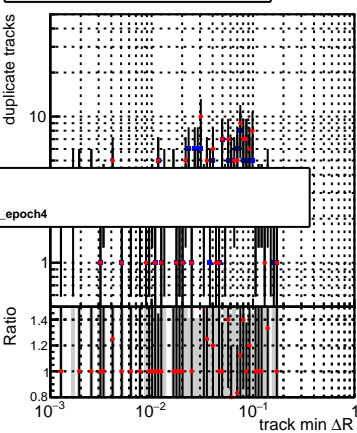 duplicate tracks
10
_epoch4
1
Ratio
1.4
1.2
1
0.8
10⁻³ 10⁻² 10⁻¹ 1
track min ΔR